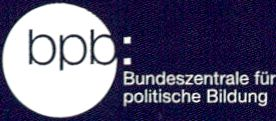 bpb:
Bundeszentrale für
politische Bildung